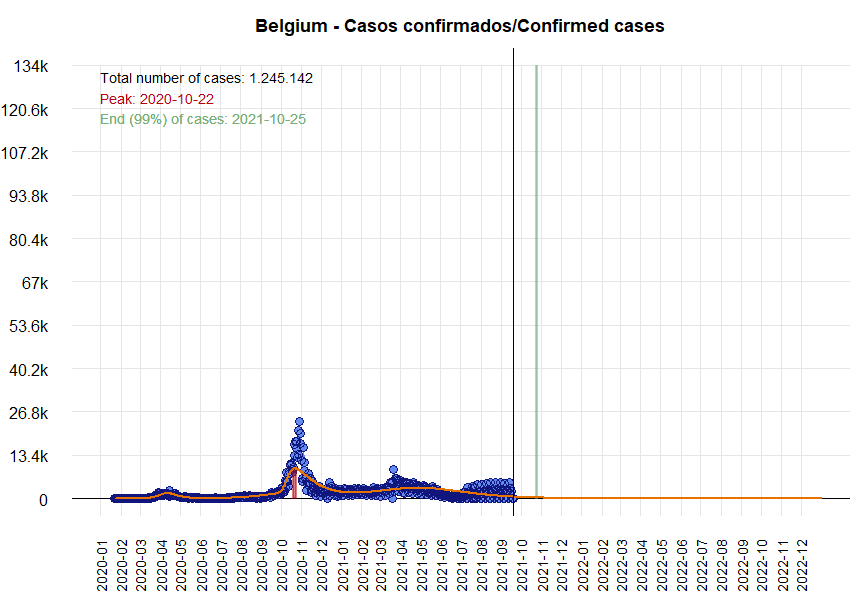 Belgium - Casos confirmados/Confirmed cases
134k
120.6k
107.2k
93.8k
80.4k
67k
53.6k
40.2k
26.8k
13.4k
0
Total number of cases: 1.245.142
Peak: 2020-10-22
End (99%) of cases: 2021-10-25
2020-01
2020-02
2020-03
2020-04
2020-05
2020-06
2020-07
2020-08
2020-09
2020-10
2020-11
2020-12
2021-01
2021-02
2021-03
2021-04
2021-05
2021-06
2021-07
2021-08
2021-09
2021-10
2021-11
2021-12
2022-01
2022-02
2022-03
2022-04
2022-05
2022-06
2022-07
2022-08
2022-09
2022-10
2022-11
2022-12